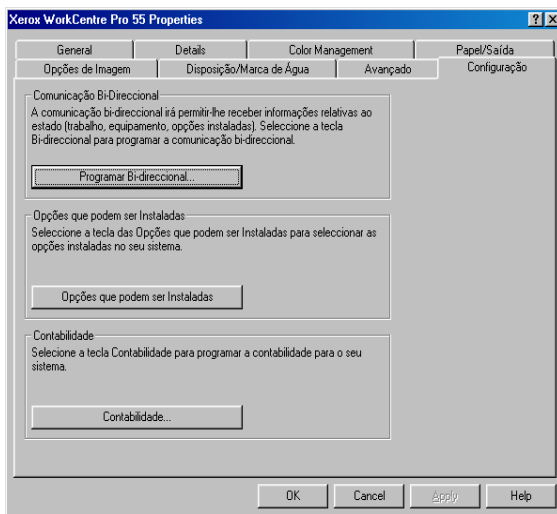 Xerox WorkCentre Pro 55 Properties
General Details Color Management Papel/Saída
Opções de Imagem Disposição/Marca de Água Avançado Configuração
Comunicação Bi-Direccional
A comunicação bi-direccional irá permitir-lhe receber informações relativas ao
estado (trabalho, equipamento, opções instaladas). Seleccione a tecla
Bi-direccional para programar a comunicação bi-direccional.
Programar Bi-direccional...
Opções que podem ser Instaladas
Seleccione a tecla das Opções que podem ser Instaladas para seleccionar as
opções instaladas no seu sistema.
Opções que podem ser Instaladas
Contabilidade
Selecione a tecla Contabilidade para programar a contabilidade para o seu
sistema.
Contabilidade...
OK Cancel Apply Help